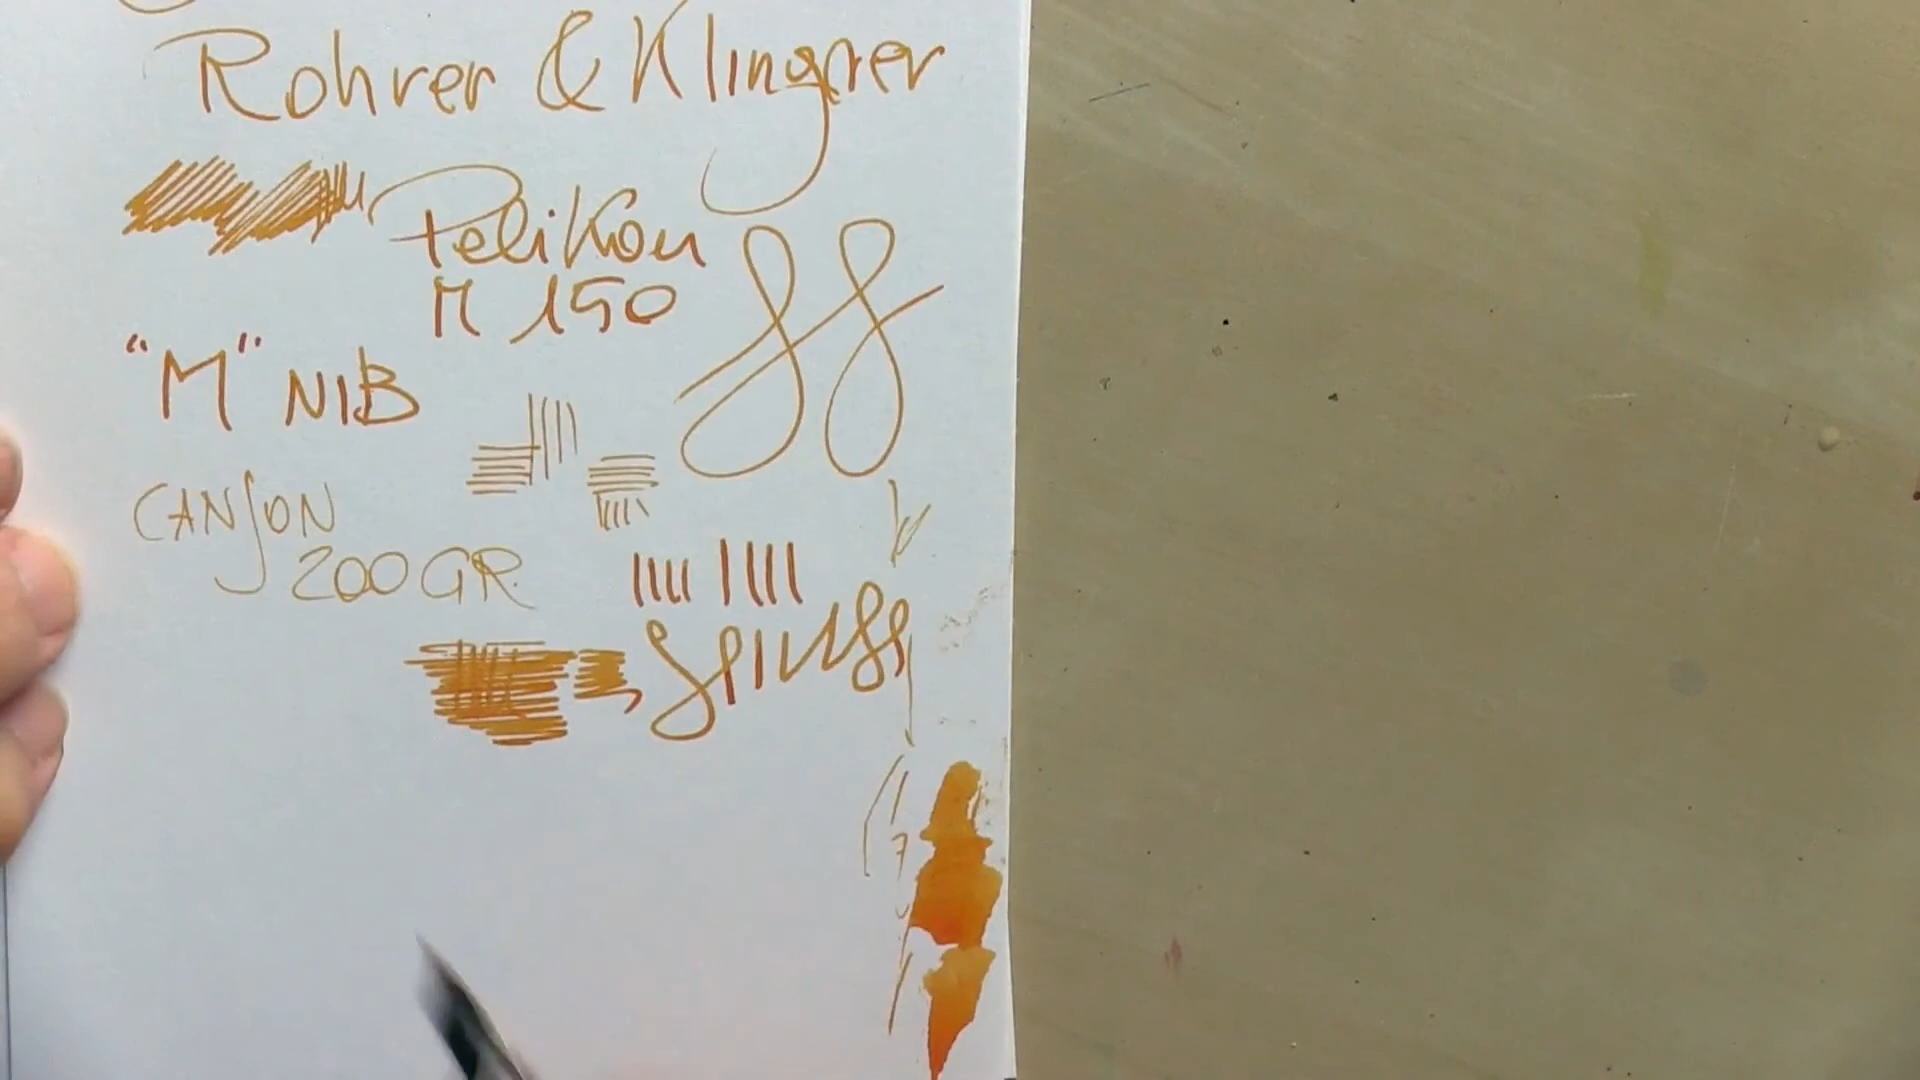 Rohrer & Klingner
Pelikan
M 150
"M" NIB
CANSON
200 GR.